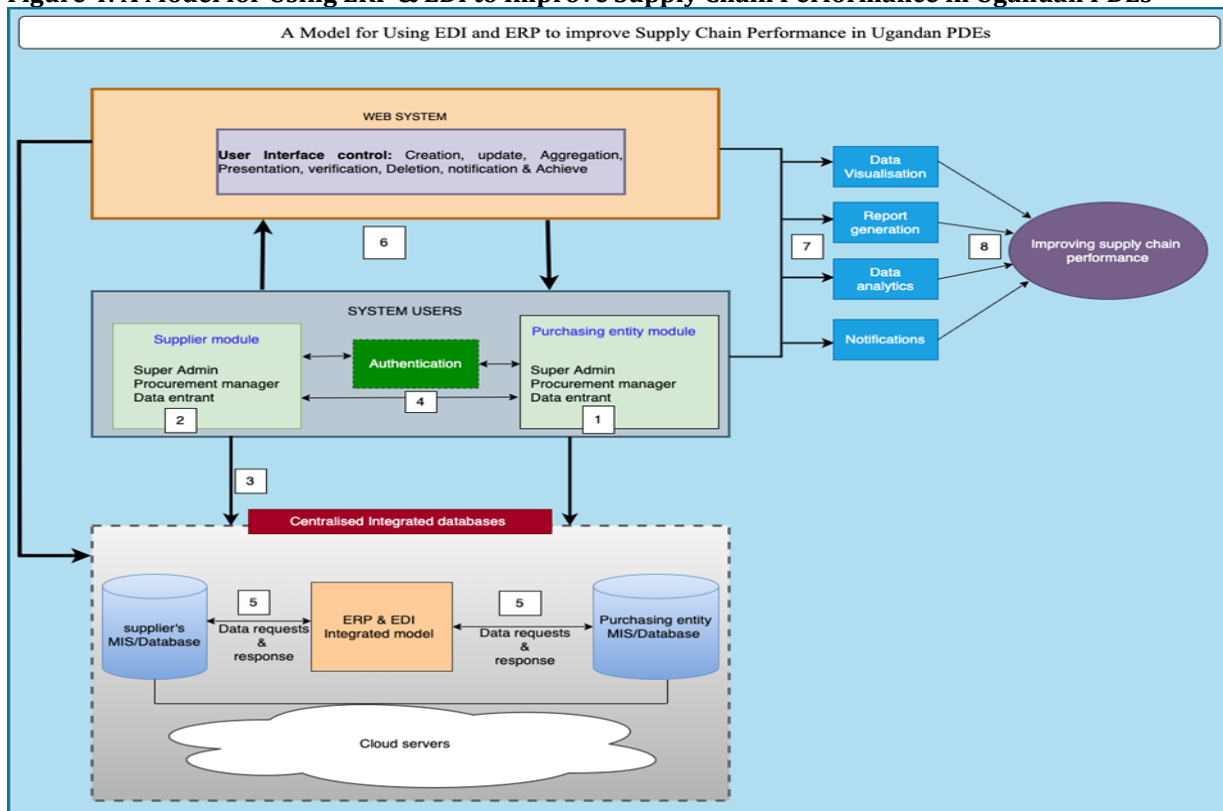 A Model for Using EDI and ERP to improve Supply Chain Performance in Ugandan PDEs
WEB SYSTEM
User Interface control: Creation, update, Aggregation,
Presentation, verification, Deletion, notification & Achieve
6
SYSTEM USERS
Supplier module
Super Admin
Procurement manager
Data entrant
2
Authentication
4
Purchasing entity module
Super Admin
Procurement manager
Data entrant
1
3
7
Data
Visualisation
Report
generation
Data
analytics
Notifications
8
Improving supply chain
performance
Centralised Integrated databases
supplier's
MIS/Database
5
Data requests
&
response
ERP & EDI
Integrated model
5
Data requests
&
response
Purchasing entity
MIS/Database
Cloud servers